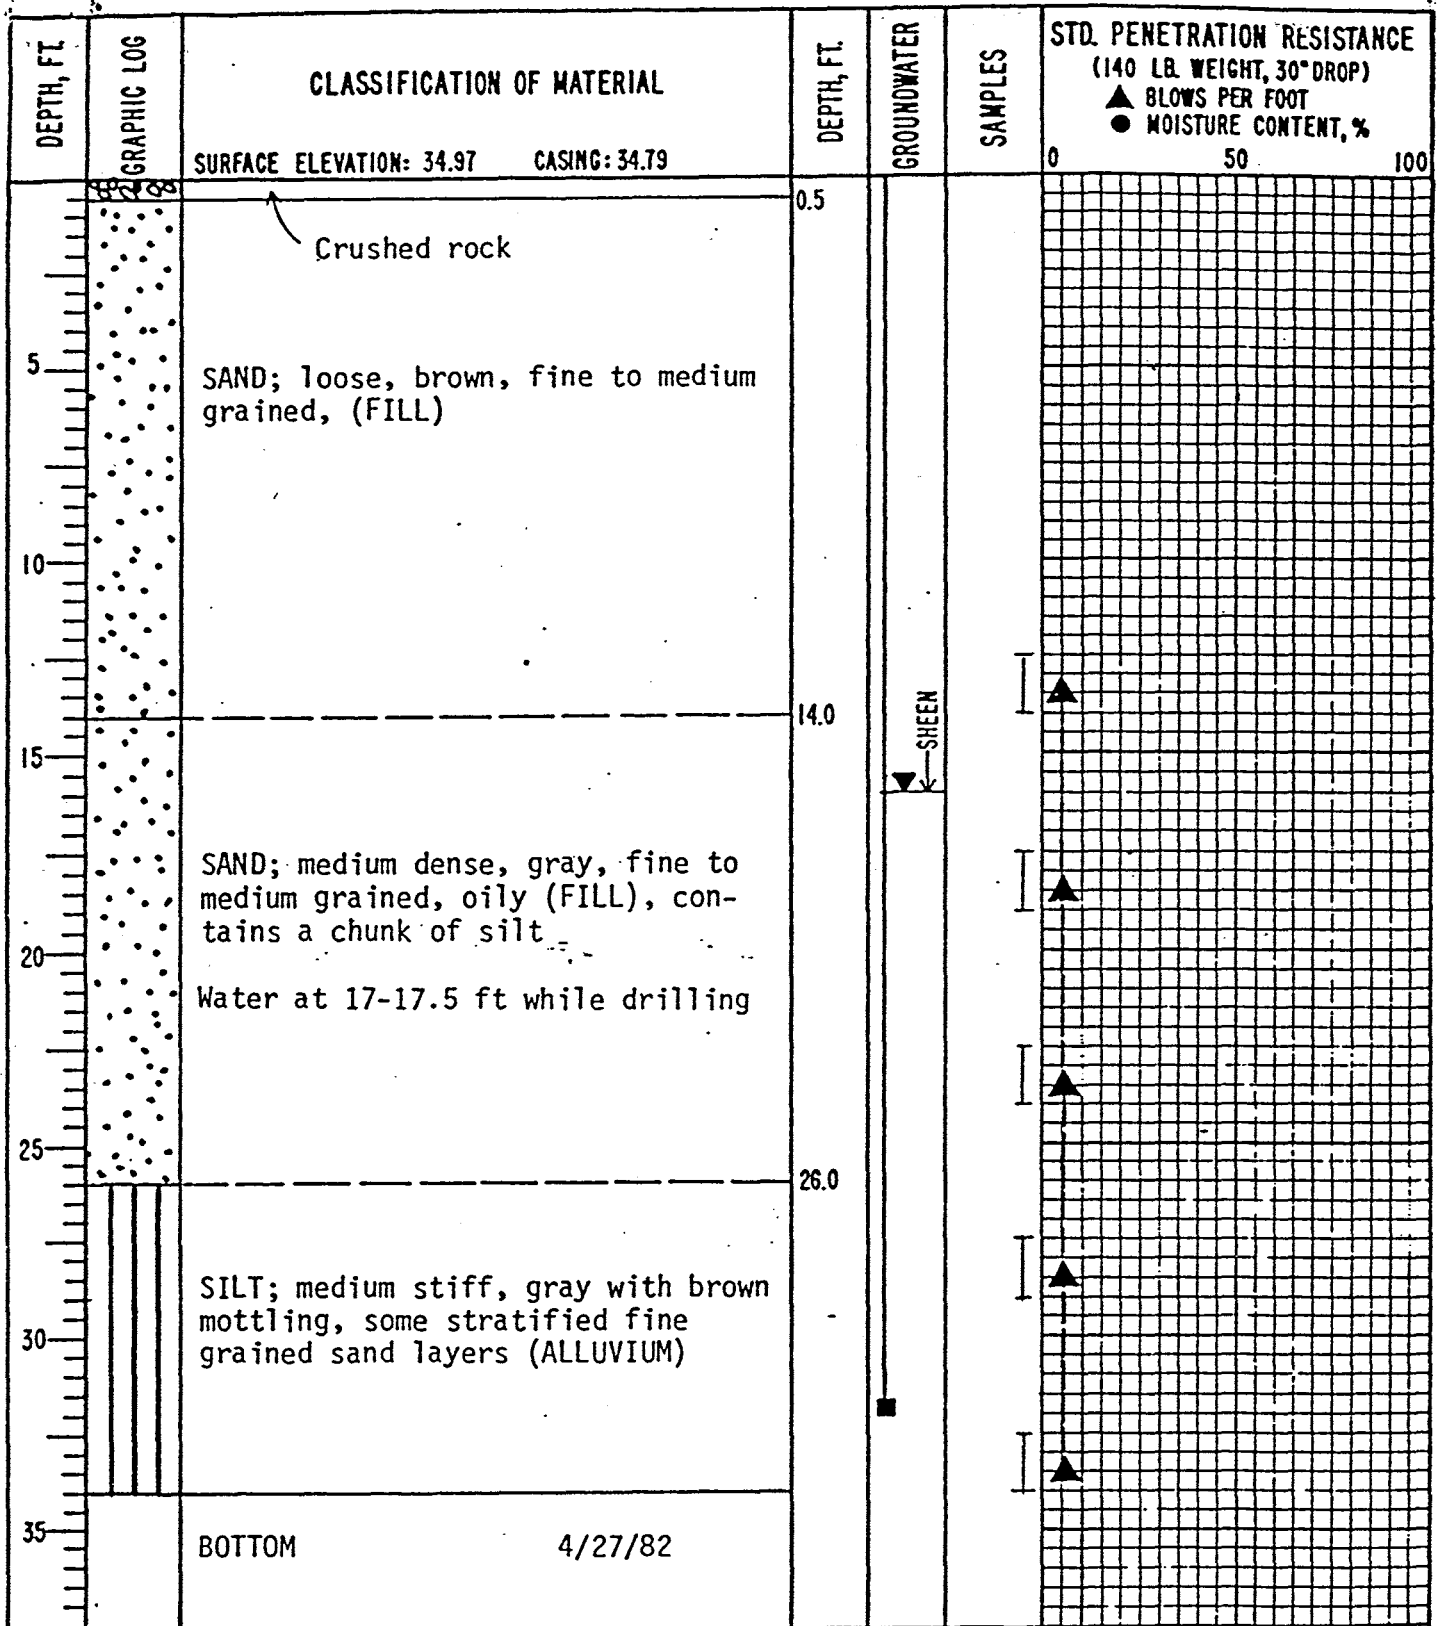 DEPTH, FT.
GRAPHIC LOG
CLASSIFICATION OF MATERIAL
SURFACE ELEVATION: 34.97 CASING: 34.79
DEPTH, FT.
GROUNDWATER
SAMPLES
STD. PENETRATION RESISTANCE
(140 LB. WEIGHT, 30" DROP)
▲ BLOWS PER FOOT
● MOISTURE CONTENT, %
0 50 100
0.5
Crushed rock
5
SAND; loose, brown, fine to medium
grained, (FILL)
10
14.0
SHEEN
15
SAND; medium dense, gray, fine to
medium grained, oily (FILL), con-
tains a chunk of silt
20
Water at 17-17.5 ft while drilling
25
26.0
SILT; medium stiff, gray with brown
mottling, some stratified fine
grained sand layers (ALLUVIUM)
30
35
BOTTOM 4/27/82